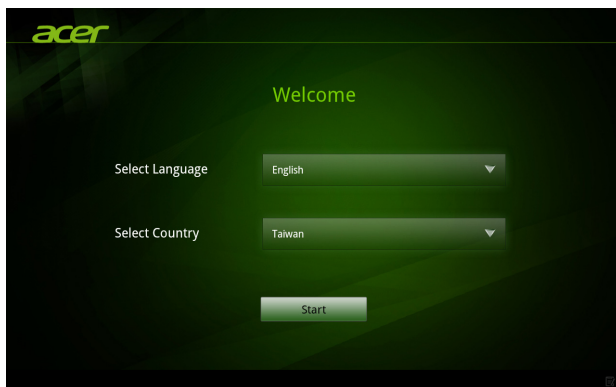 acer
Welcome
Select Language
English
Select Country
Taiwan
Start